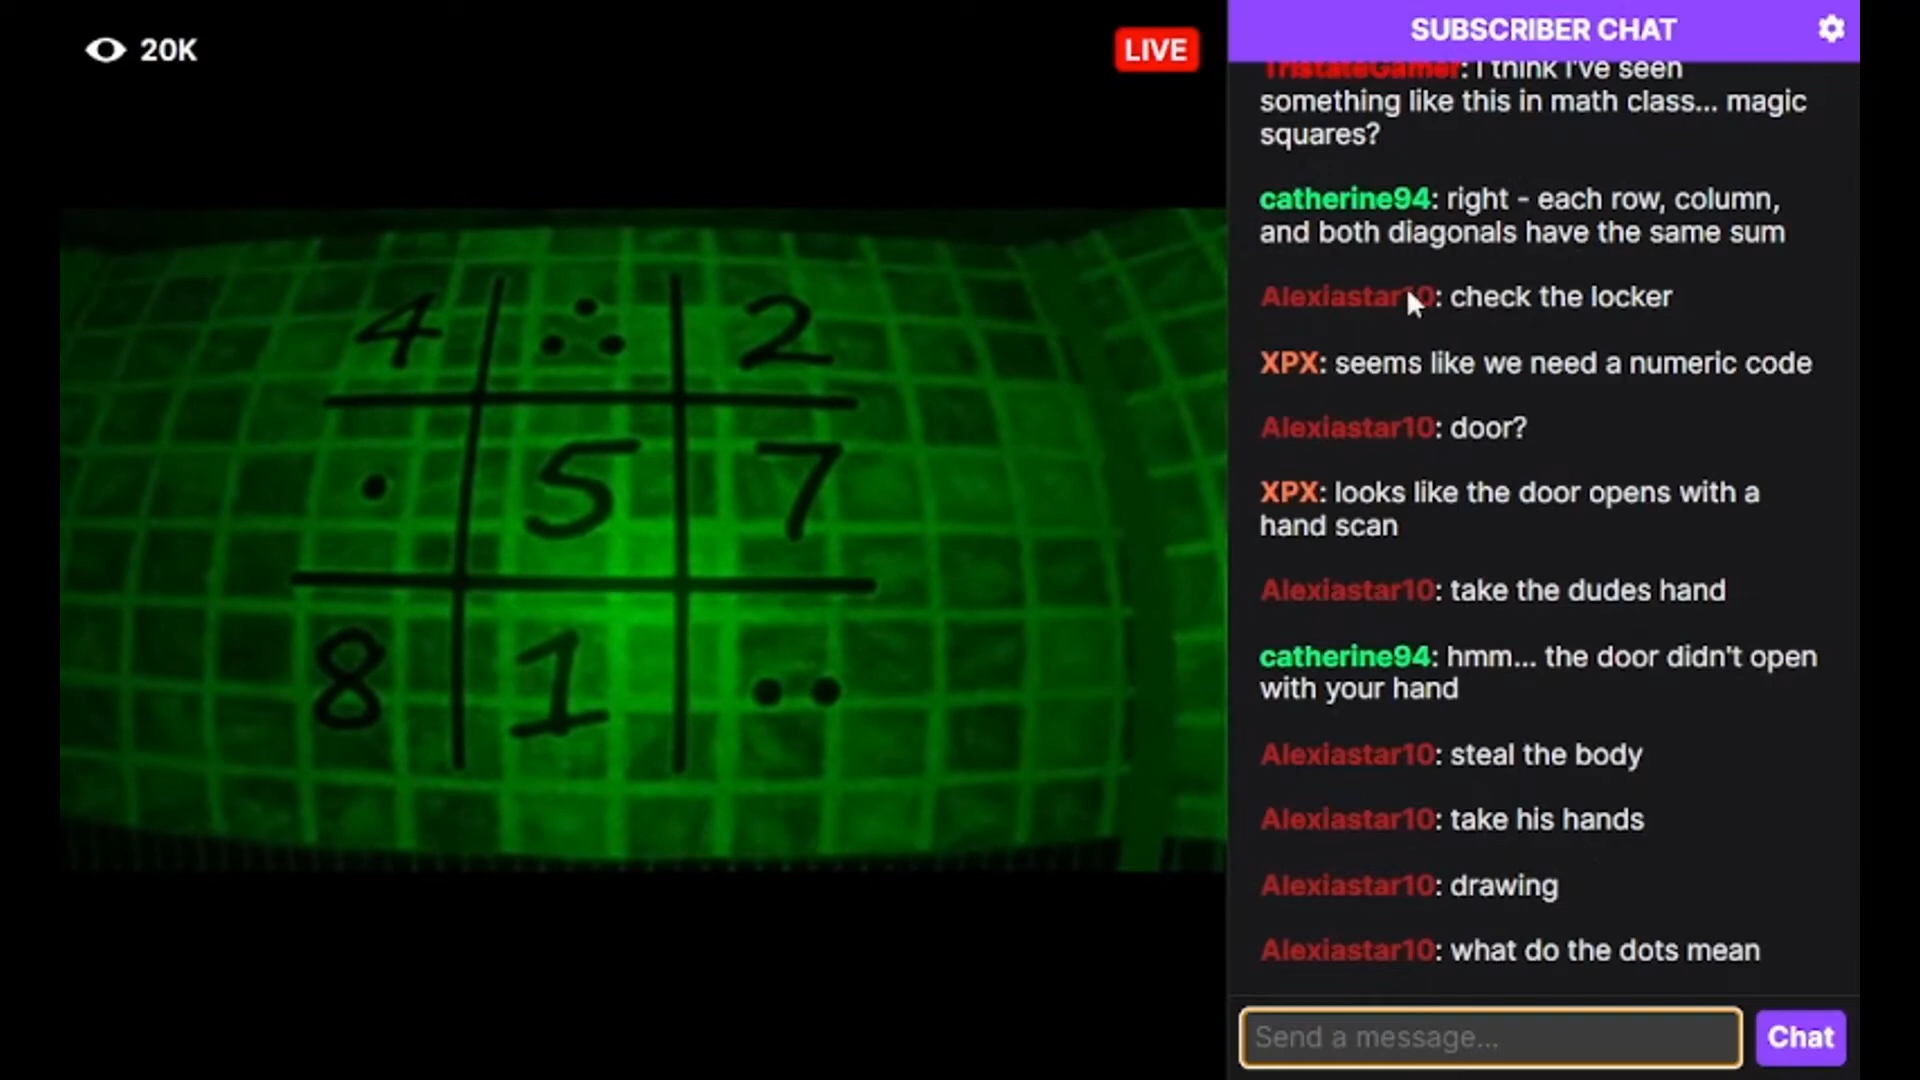 20K
LIVE
4
2
5 7
8 1
SUBSCRIBER CHAT
TristateGamer: I think I've seen
something like this in math class... magic
squares?
catherine94: right - each row, column,
and both diagonals have the same sum
Alexiastar10: check the locker
XPX: seems like we need a numeric code
Alexiastar10: door?
XPX: looks like the door opens with a
hand scan
Alexiastar10: take the dudes hand
catherine94: hmm... the door didn't open
with your hand
Alexiastar10: steal the body
Alexiastar10: take his hands
Alexiastar10: drawing
Alexiastar10: what do the dots mean
Send a message...
Chat